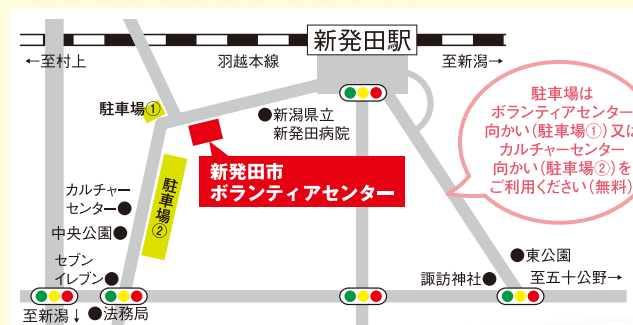 新発田駅
←至村上
羽越本線
至新潟→
駐車場①
●新潟県立
新発田病院
駐車場は
ボランティアセンター
向かい(駐車場①)又は
カルチャーセンター
向かい(駐車場②)を
ご利用ください(無料)
新発田市
ボランティアセンター
駐車場②
カルチャー
センター●
中央公園●
セブン
イレブン●
●東公園
諏訪神社●
至五十公野→
至新潟↓
●法務局